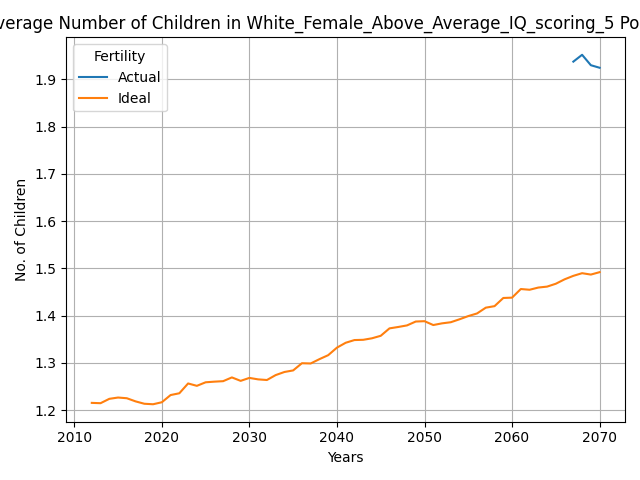 verage Number of Children in White_Female_Above_Average_IQ_scoring_5 Po
Fertility
Actual
Ideal
No. of Children
1.9
1.8
1.7
1.6
1.5
1.4
1.3
1.2
2010 2020 2030 2040 2050 2060 2070
Years